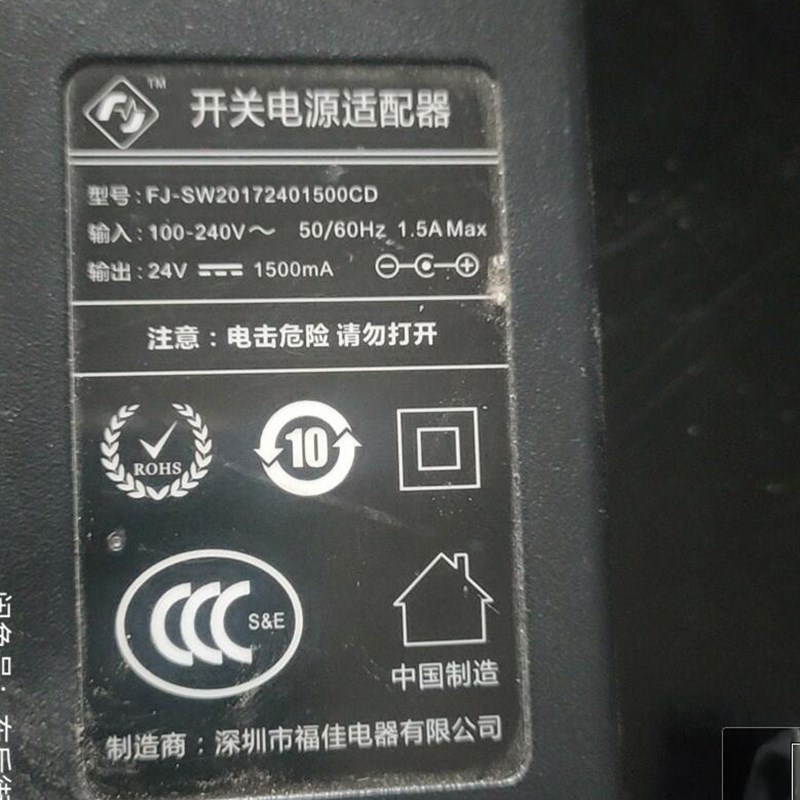 TM
开关电源适配器
型号:FJ-SW20172401500CD
输入:100-240V~ 50/60Hz 1.5A Max
输出:24V ⎓ 1500mA
注意:电击危险 请勿打开
ROHS
10
CCC S&E
中国制造
制造商:深圳市福佳电器有限公司